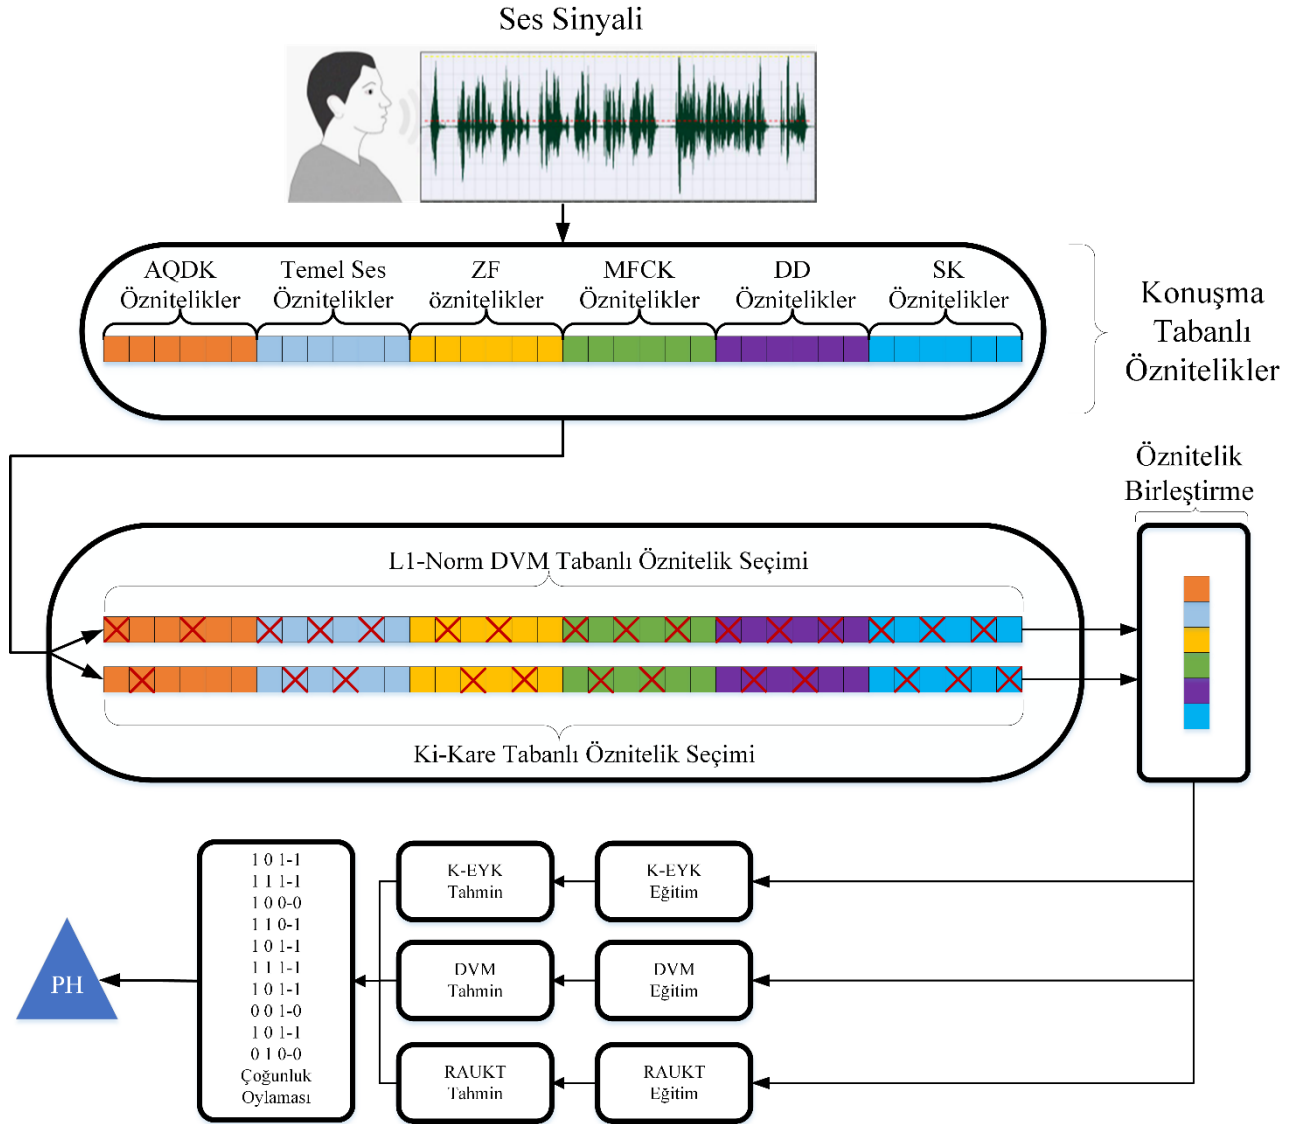 Ses Sinyali
AQDK
Öznitelikler
Temel Ses
Öznitelikler
ZF
öznitelikler
MFCK
Öznitelikler
DD
Öznitelikler
SK
Öznitelikler
Konuşma
Tabanlı
Öznitelikler
Öznitelik
Birleştirme
L1-Norm DVM Tabanlı Öznitelik Seçimi
Ki-Kare Tabanlı Öznitelik Seçimi
1 0 1-1
1 1 1-1
1 0 0-0
1 1 0-1
1 0 1-1
1 1 1-1
1 0 1-1
0 0 1-0
1 0 1-1
0 1 0-0
Çoğunluk
Oylaması
K-EYK
Tahmin
K-EYK
Eğitim
PH
DVM
Tahmin
DVM
Eğitim
RAUKT
Tahmin
RAUKT
Eğitim